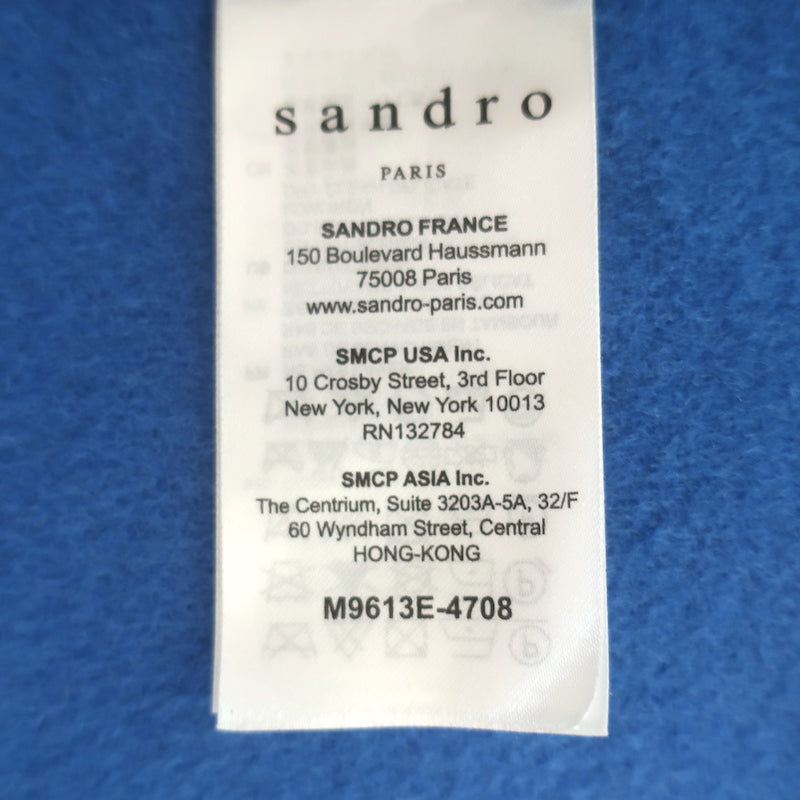 sandro
PARIS
SANDRO FRANCE
150 Boulevard Haussmann
75008 Paris
www.sandro-paris.com
SMCP USA Inc.
10 Crosby Street, 3rd Floor
New York, New York 10013
RN132784
SMCP ASIA Inc.
The Centrium, Suite 3203A-5A, 32/F
60 Wyndham Street, Central
HONG-KONG
M9613E-4708